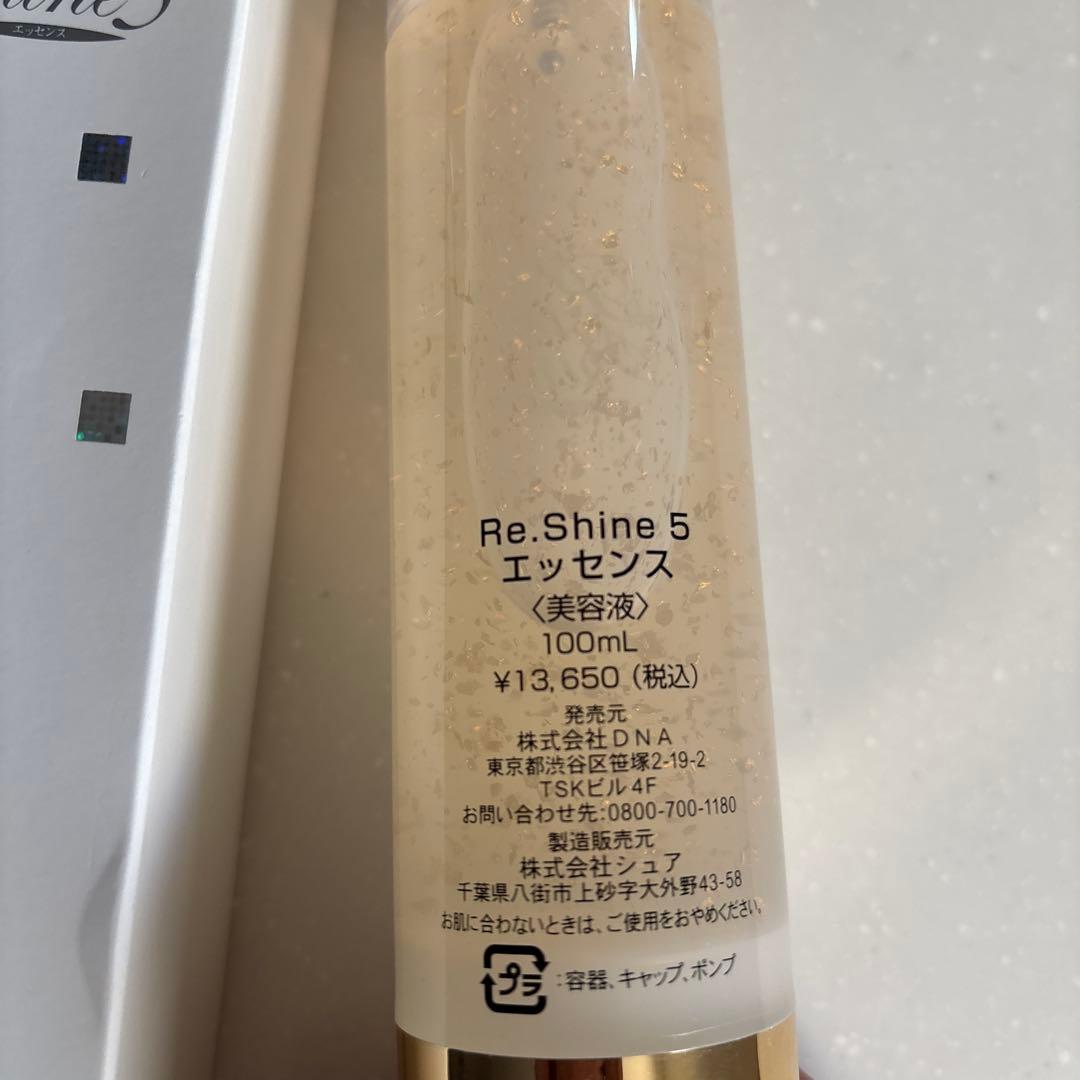 エッセンス
Re.Shine 5
エッセンス
〈美容液〉
100mL
¥13,650（税込）
発売元
株式会社DNA
東京都渋谷区笹塚2-19-2
TSKビル4F
お問い合わせ先:0800-700-1180
製造販売元
株式会社シュア
千葉県八街市上砂字大外野43-58
お肌に合わないときは、ご使用をおやめください。
プラ :容器、キャップ、ポンプ